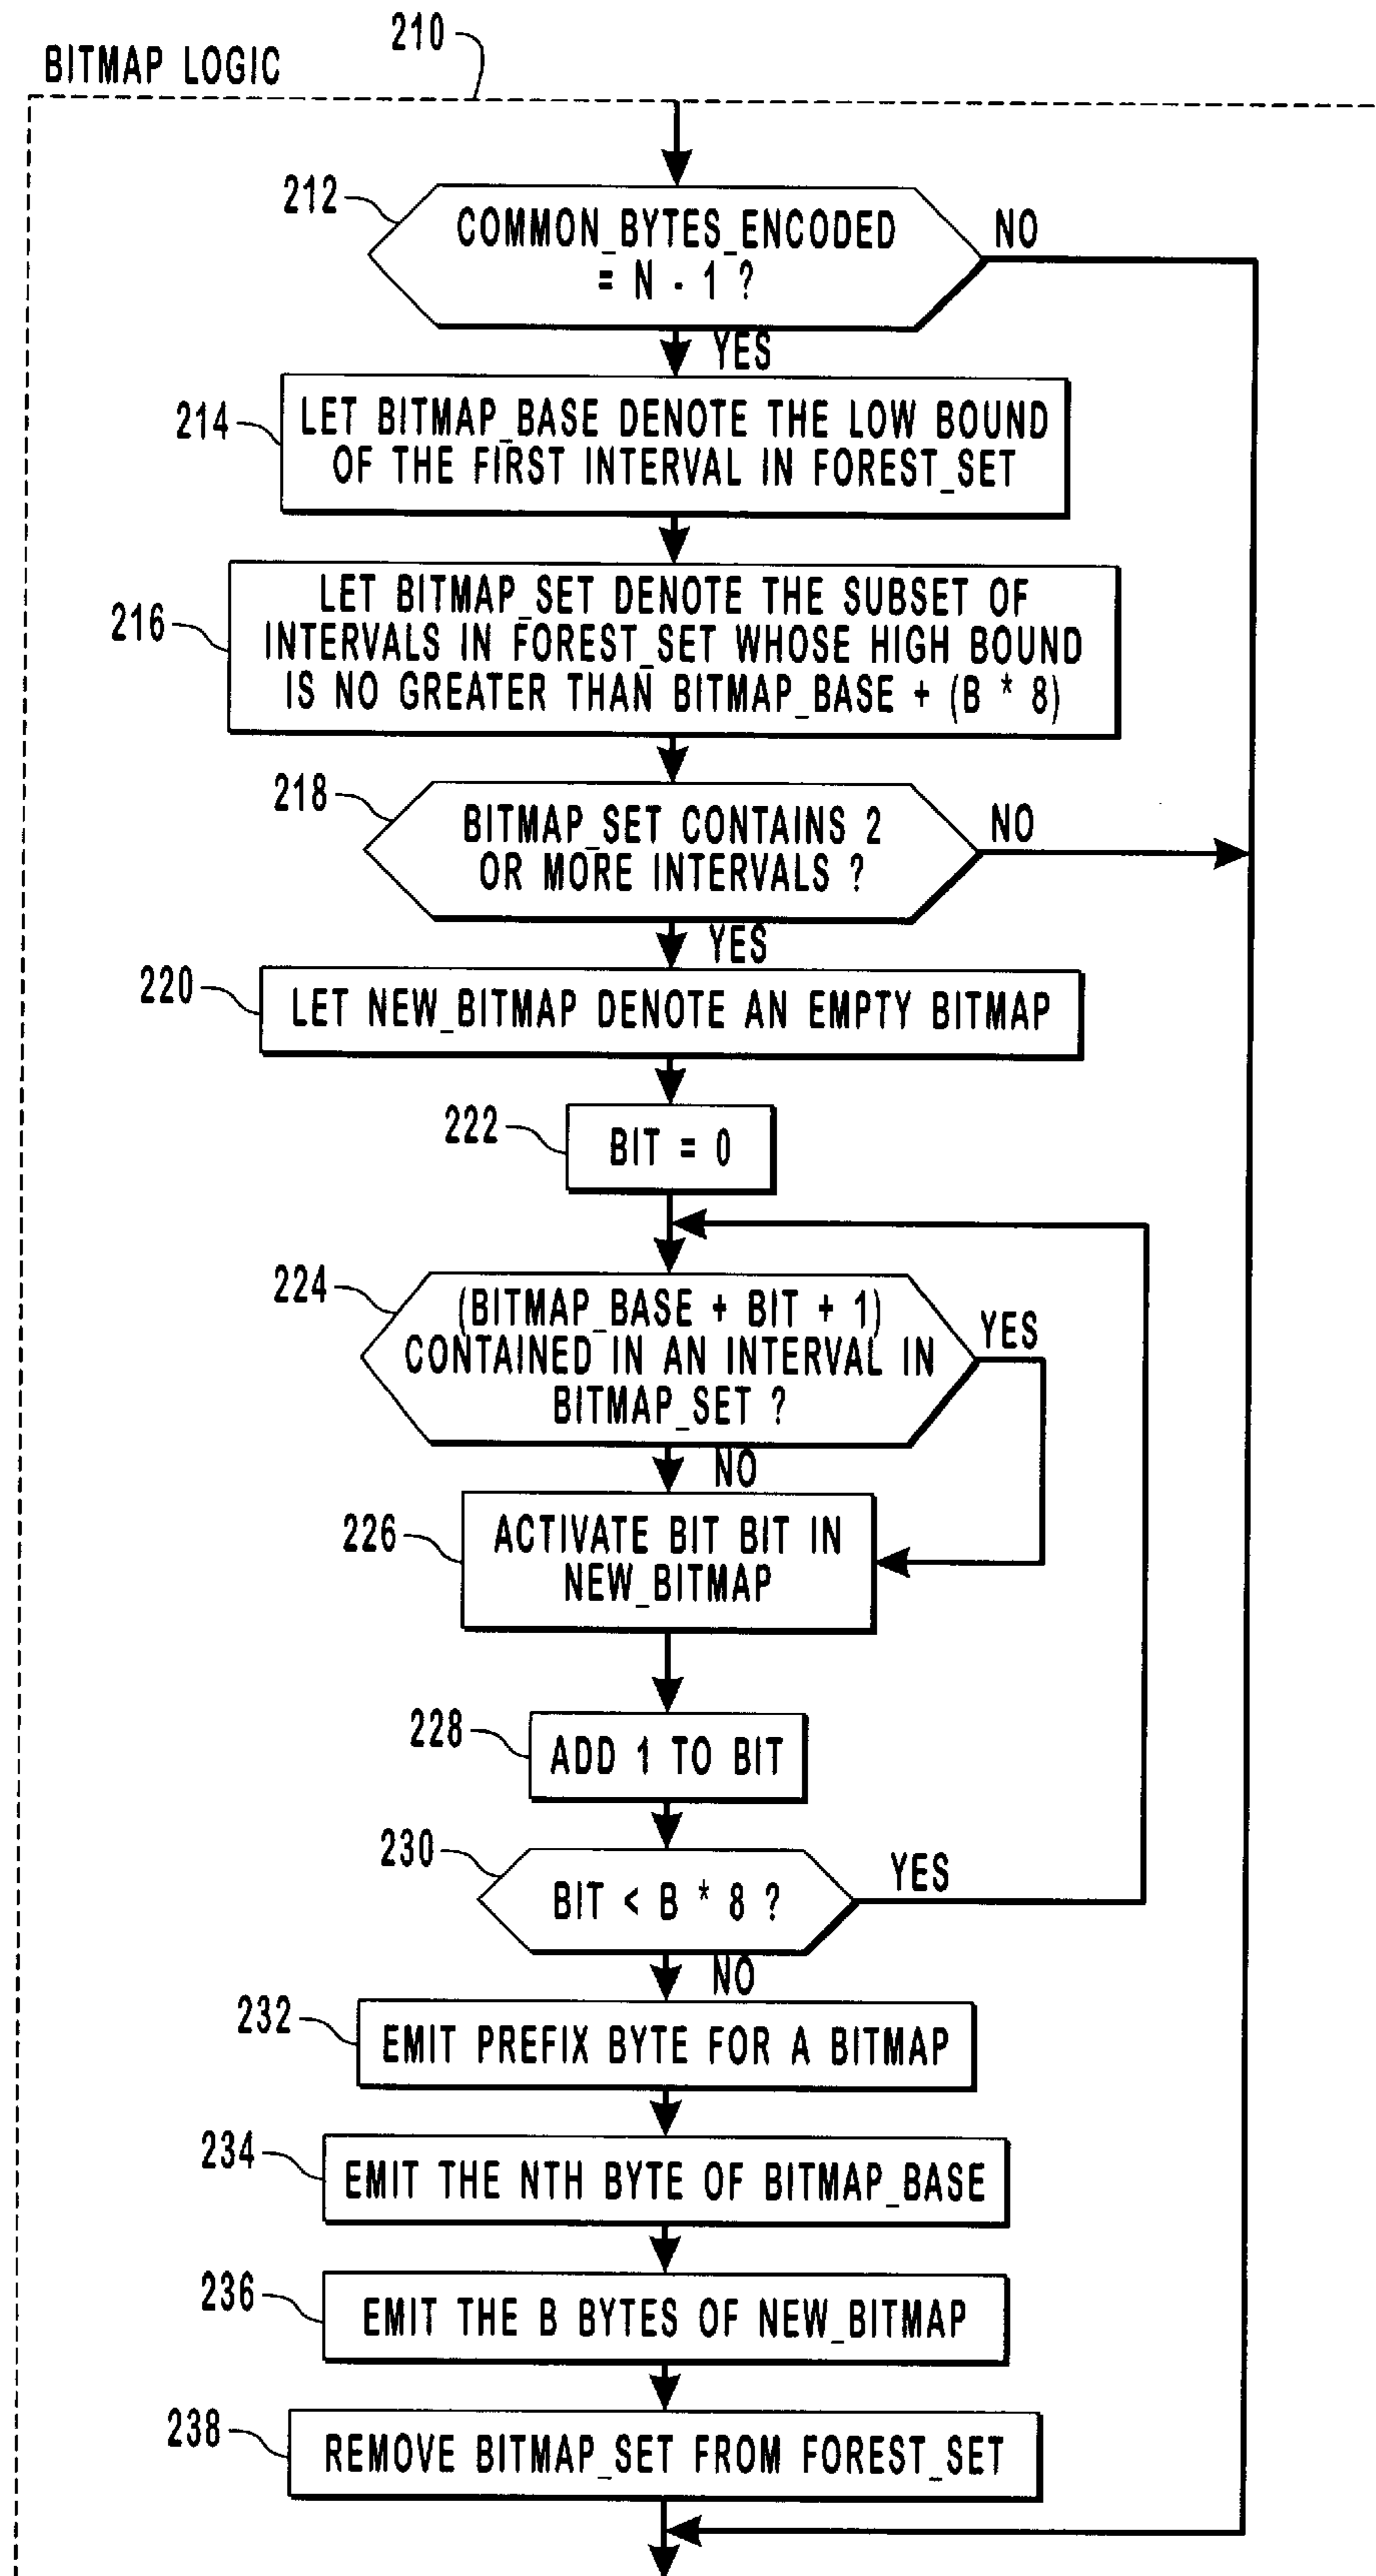 210
BITMAP LOGIC
212
COMMON_BYTES_ENCODED
= N - 1 ?
NO
YES
214
LET BITMAP_BASE DENOTE THE LOW BOUND
OF THE FIRST INTERVAL IN FOREST_SET
216
LET BITMAP_SET DENOTE THE SUBSET OF
INTERVALS IN FOREST_SET WHOSE HIGH BOUND
IS NO GREATER THAN BITMAP_BASE + (B * 8)
218
BITMAP_SET CONTAINS 2
OR MORE INTERVALS ?
NO
YES
220
LET NEW_BITMAP DENOTE AN EMPTY BITMAP
222
BIT = 0
224
(BITMAP_BASE + BIT + 1)
CONTAINED IN AN INTERVAL IN
BITMAP_SET ?
YES
NO
226
ACTIVATE BIT BIT IN
NEW_BITMAP
228
ADD 1 TO BIT
230
BIT < B * 8 ?
YES
NO
232
EMIT PREFIX BYTE FOR A BITMAP
234
EMIT THE NTH BYTE OF BITMAP_BASE
236
EMIT THE B BYTES OF NEW_BITMAP
238
REMOVE BITMAP_SET FROM FOREST_SET